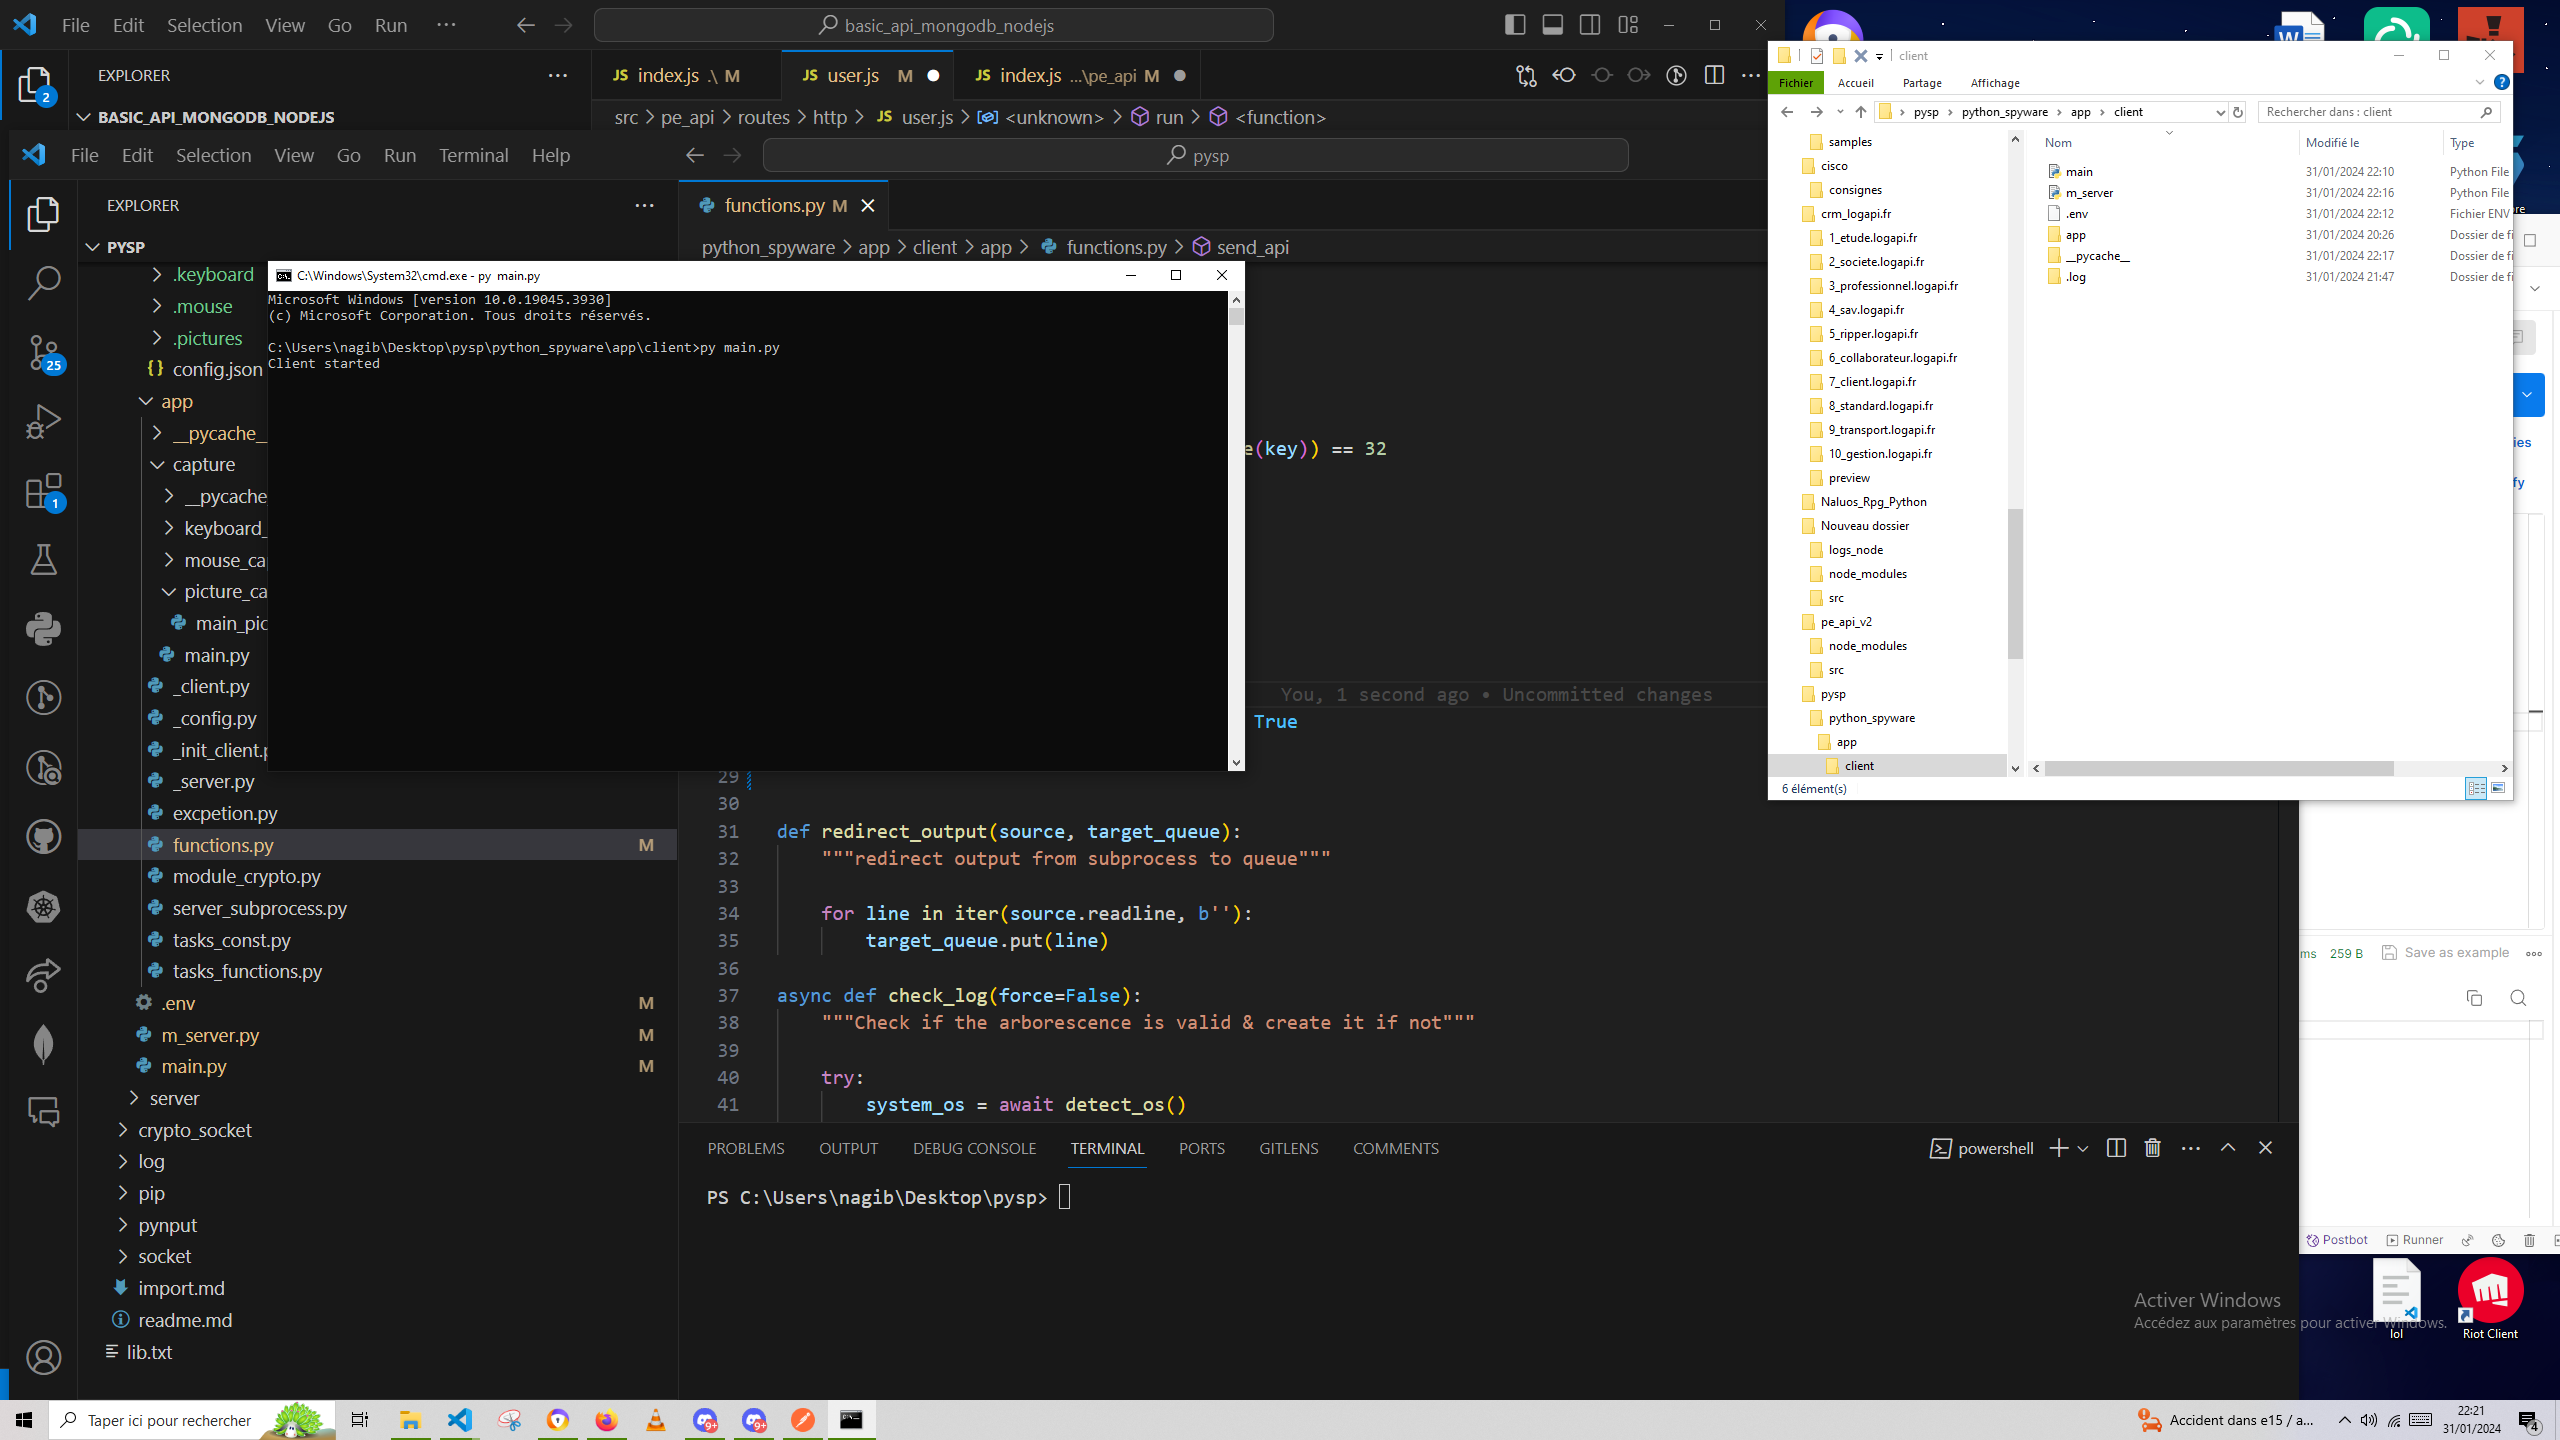 File Edit Selection View Go Run ··· basic_api_mongodb_nodejs
EXPLORER ···
BASIC_API_MONGODB_NODEJS
2
JS index.js .\ M
JS user.js M
JS index.js ...\pe_api M
src > pe_api > routes > http > JS user.js > <unknown> > run > <function>
File Edit Selection View Go Run Terminal Help pysp
EXPLORER ···
PYSP
.keyboard
.mouse
.pictures
{} config.json
app
__pycache_
capture
__pycache_
keyboard_
mouse_ca
picture_ca
main_pic
main.py
_client.py
_config.py
_init_client.
_server.py
excpetion.py
functions.py M
module_crypto.py
server_subprocess.py
tasks_const.py
tasks_functions.py
.env M
m_server.py M
main.py M
server
crypto_socket
log
pip
pynput
socket
import.md
readme.md
lib.txt
25
1
functions.py M
python_spyware > app > client > app > functions.py > send_api
C:\Windows\System32\cmd.exe - py main.py
Microsoft Windows [version 10.0.19045.3930]
(c) Microsoft Corporation. Tous droits réservés.
C:\Users\nagib\Desktop\pysp\python_spyware\app\client>py main.py
Client started
e(key)) == 32
You, 1 second ago • Uncommitted changes
True
29
30
31 def redirect_output(source, target_queue):
32 """redirect output from subprocess to queue"""
33
34 for line in iter(source.readline, b''):
35 target_queue.put(line)
36
37 async def check_log(force=False):
38 """Check if the arborescence is valid & create it if not"""
39
40 try:
41 system_os = await detect_os()
PROBLEMS OUTPUT DEBUG CONSOLE TERMINAL PORTS GITLENS COMMENTS
powershell
PS C:\Users\nagib\Desktop\pysp>
client
Fichier Accueil Partage Affichage
pysp > python_spyware > app > client
Rechercher dans : client
samples
cisco
consignes
crm_logapi.fr
1_etude.logapi.fr
2_societe.logapi.fr
3_professionnel.logapi.fr
4_sav.logapi.fr
5_ripper.logapi.fr
6_collaborateur.logapi.fr
7_client.logapi.fr
8_standard.logapi.fr
9_transport.logapi.fr
10_gestion.logapi.fr
preview
Naluos_Rpg_Python
Nouveau dossier
logs_node
node_modules
src
pe_api_v2
node_modules
src
pysp
python_spyware
app
client
Nom Modifié le Type
main 31/01/2024 22:10 Python File
m_server 31/01/2024 22:16 Python File
.env 31/01/2024 22:12 Fichier ENV
app 31/01/2024 20:26 Dossier de fi
__pycache__ 31/01/2024 22:17 Dossier de fi
.log 31/01/2024 21:47 Dossier de fi
6 élément(s)
re
ies
fy
ms 259 B Save as example
Postbot Runner
Activer Windows
Accédez aux paramètres pour activer Windows.
lol
Riot Client
Taper ici pour rechercher
9+
9+
Accident dans e15 / a...
22:21
31/01/2024
4